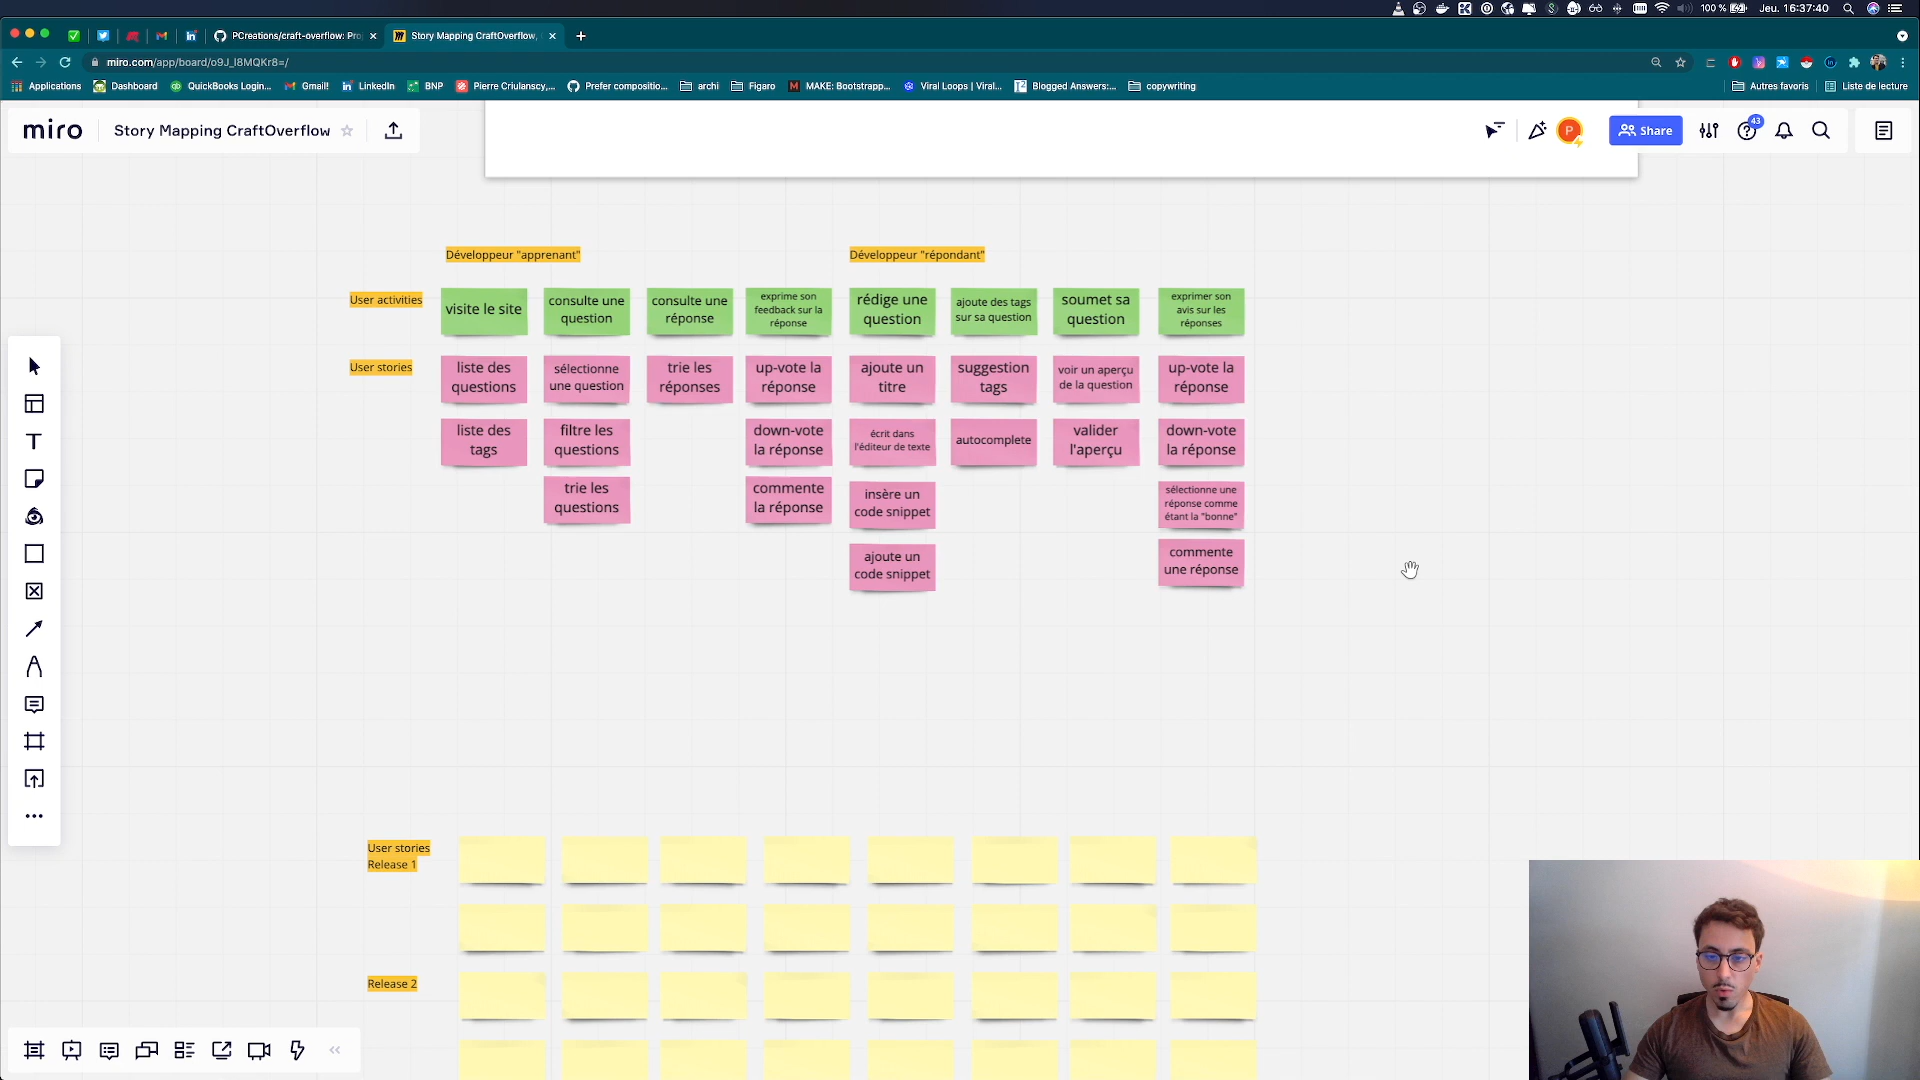 100 %
Jeu. 16:37:40
PCreations/craft-overflow: Pro
Story Mapping CraftOverflow,
miro.com/app/board/o9J_l8MQKr8=/
Applications
Dashboard
QuickBooks Login...
Gmail!
LinkedIn
BNP
Pierre Criulanscy,...
Prefer compositio...
archi
Figaro
MAKE: Bootstrapp...
Viral Loops | Viral...
Blogged Answers:...
copywriting
Autres favoris
Liste de lecture
miro
Story Mapping CraftOverflow
P
Share
43
Développeur "apprenant"
Développeur "répondant"
User activities
visite le site
consulte une
question
consulte une
réponse
exprime son
feedback sur la
réponse
rédige une
question
ajoute des tags
sur sa question
soumet sa
question
exprimer son
avis sur les
réponses
User stories
liste des
questions
sélectionne
une question
trie les
réponses
up-vote la
réponse
ajoute un
titre
suggestion
tags
voir un aperçu
de la question
up-vote la
réponse
liste des
tags
filtre les
questions
down-vote
la réponse
écrit dans
l'éditeur de texte
autocomplete
valider
l'aperçu
down-vote
la réponse
trie les
questions
commente
la réponse
insère un
code snippet
sélectionne une
réponse comme
étant la "bonne"
ajoute un
code snippet
commente
une réponse
User stories
Release 1
Release 2